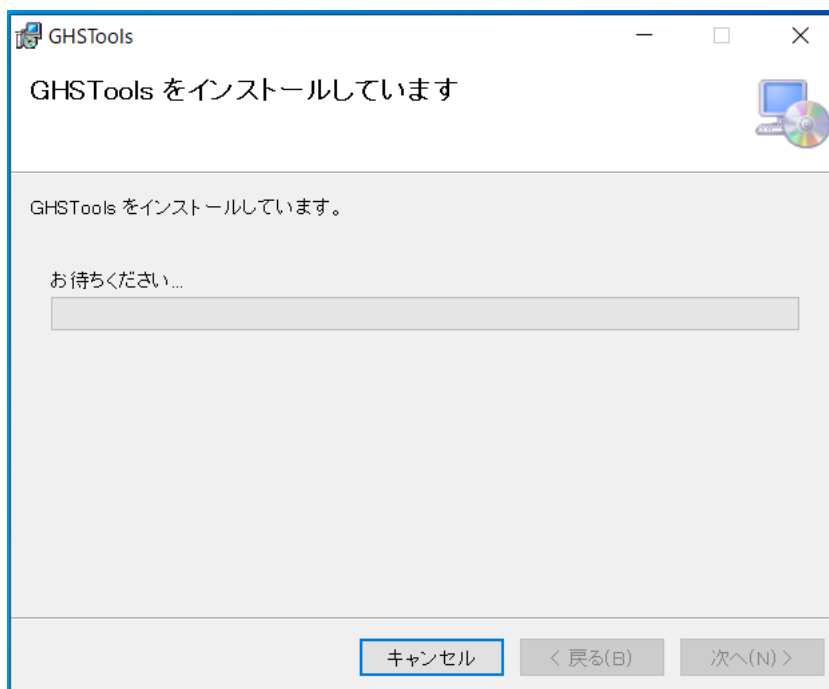 GHSTools
GHSTools をインストールしています
GHSTools をインストールしています。
お待ちください...
キャンセル
< 戻る(B)
次へ(N) >